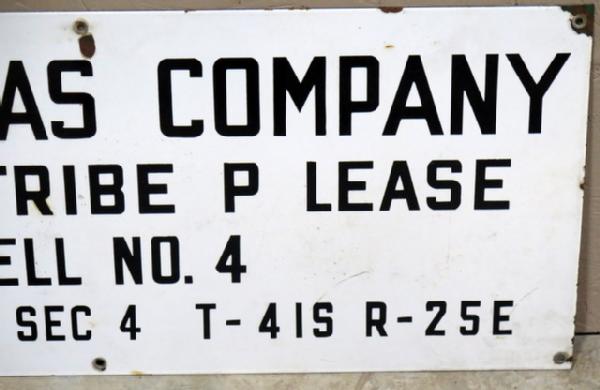 AS COMPANY
TRIBE P LEASE
ELL NO. 4
SEC 4 T-41S R-25E